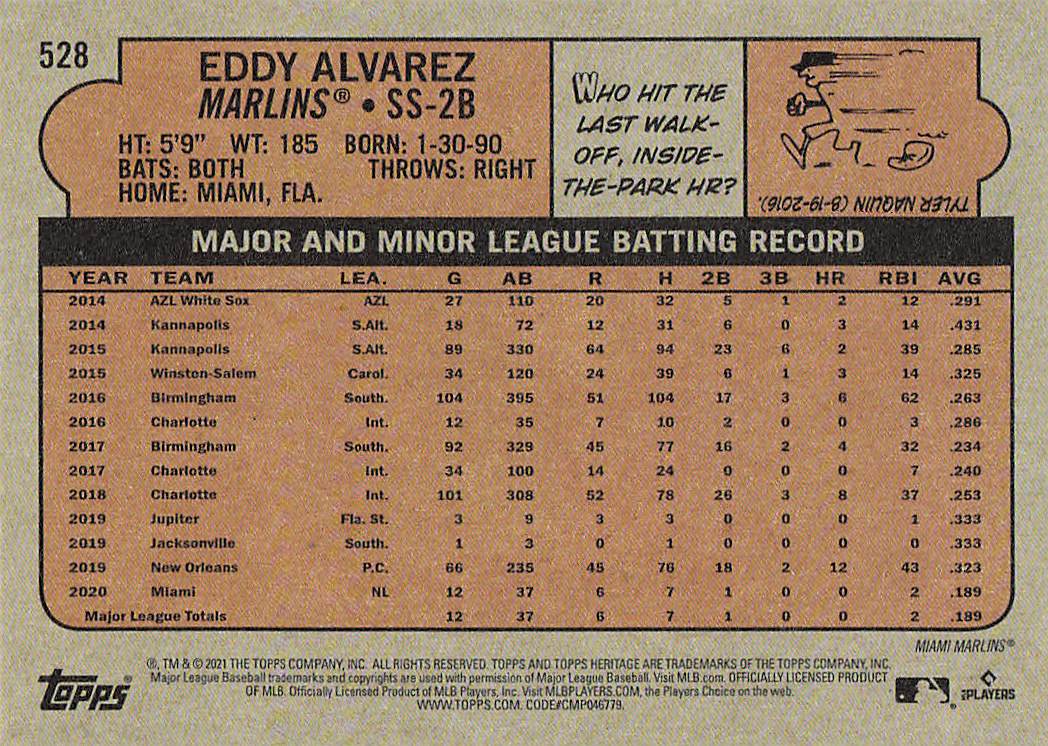 528
EDDY ALVAREZ
MARLINS® • SS-2B
HT: 5'9" WT: 185 BORN: 1-30-90
BATS: BOTH THROWS: RIGHT
HOME: MIAMI, FLA.
WHO HIT THE
LAST WALK-
OFF, INSIDE-
THE-PARK HR?
TYLER NAQUIN (8-19-2016).
MAJOR AND MINOR LEAGUE BATTING RECORD
YEAR TEAM LEA. G AB R H 2B 3B HR RBI AVG
2014 AZL White Sox AZL 27 110 20 32 5 1 2 12 .291
2014 Kannapolis S.Alt. 18 72 12 31 6 0 3 14 .431
2015 Kannapolis S.Alt. 89 330 64 94 23 6 2 39 .285
2015 Winston-Salem Carol. 34 120 24 39 6 1 3 14 .325
2016 Birmingham South. 104 395 51 104 17 3 6 62 .263
2016 Charlotte Int. 12 35 7 10 2 0 0 3 .286
2017 Birmingham South. 92 329 45 77 16 2 4 32 .234
2017 Charlotte Int. 34 100 14 24 9 0 0 7 .240
2018 Charlotte Int. 101 308 52 78 26 3 8 37 .253
2019 Jupiter Fla. St. 3 9 3 3 0 0 0 1 .333
2019 Jacksonville South. 1 3 0 1 0 0 0 0 .333
2019 New Orleans P.C. 66 235 45 76 18 2 12 43 .323
2020 Miami NL 12 37 6 7 1 0 0 2 .189
Major League Totals 12 37 6 7 1 0 0 2 .189
MIAMI MARLINS®
®, TM & © 2021 THE TOPPS COMPANY, INC. ALL RIGHTS RESERVED. TOPPS AND TOPPS HERITAGE ARE TRADEMARKS OF THE TOPPS COMPANY, INC.
Major League Baseball trademarks and copyrights are used with permission of Major League Baseball. Visit MLB.com. OFFICIALLY LICENSED PRODUCT
OF MLB. Officially Licensed Product of MLB Players, Inc. Visit MLBPLAYERS.COM, the Players Choice on the web.
WWW.TOPPS.COM. CODE#CMP046779.
topps®
®
PLAYERS